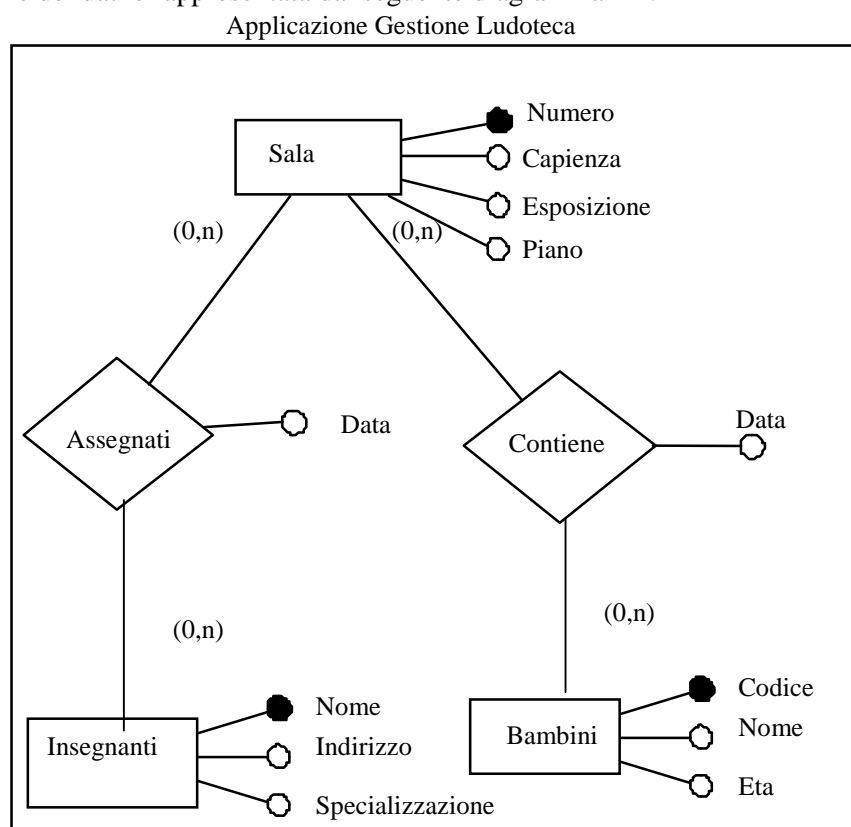 Applicazione Gestione Ludoteca
Numero
Sala
Capienza
Esposizione
(0,n)
(0,n)
Piano
Data
Data
Assegnati
Contiene
(0,n)
(0,n)
Codice
Nome
Nome
Insegnanti
Indirizzo
Bambini
Eta
Specializzazione